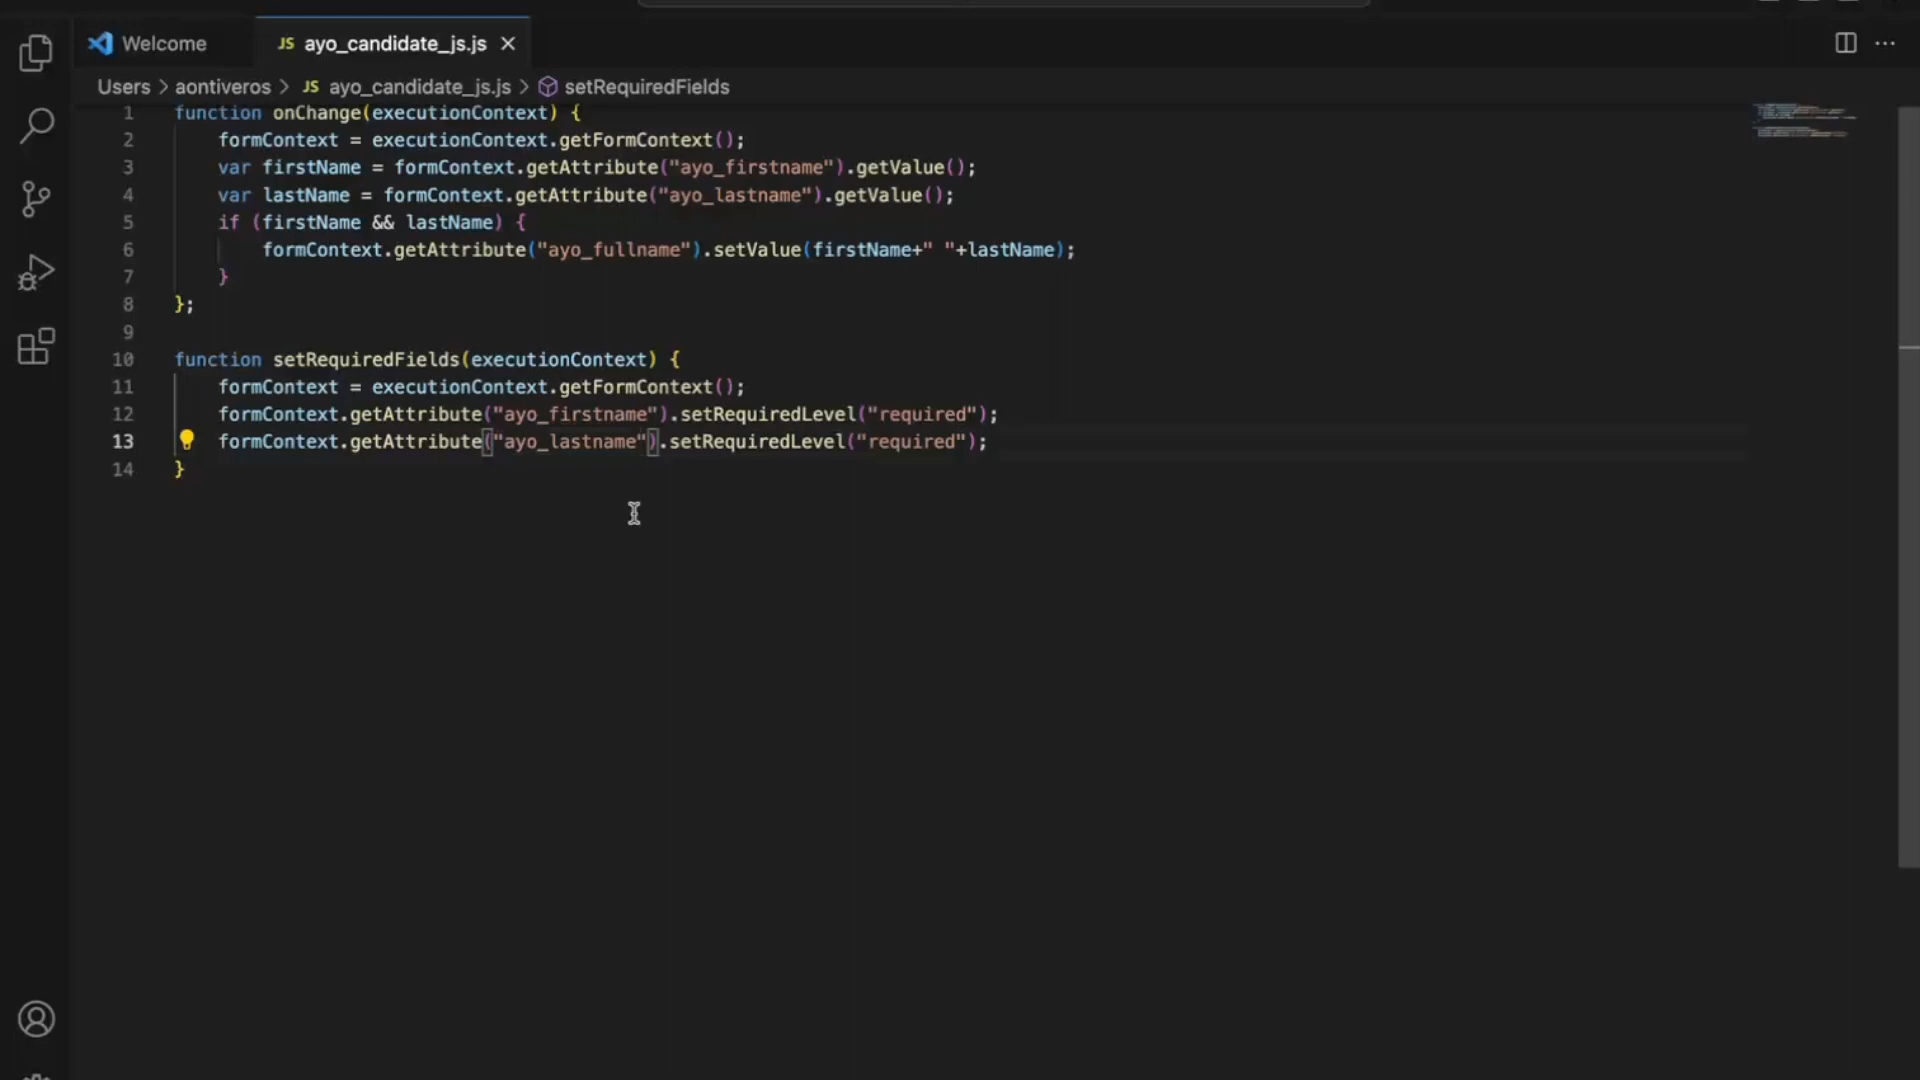 Welcome
JS ayo_candidate_js.js
Users > aontiveros > JS ayo_candidate_js.js > setRequiredFields
1 function onChange(executionContext) {
2 formContext = executionContext.getFormContext();
3 var firstName = formContext.getAttribute("ayo_firstname").getValue();
4 var lastName = formContext.getAttribute("ayo_lastname").getValue();
5 if (firstName && lastName) {
6 formContext.getAttribute("ayo_fullname").setValue(firstName+" "+lastName);
7 }
8 };
9
10 function setRequiredFields(executionContext) {
11 formContext = executionContext.getFormContext();
12 formContext.getAttribute("ayo_firstname").setRequiredLevel("required");
13 formContext.getAttribute("ayo_lastname").setRequiredLevel("required");
14 }